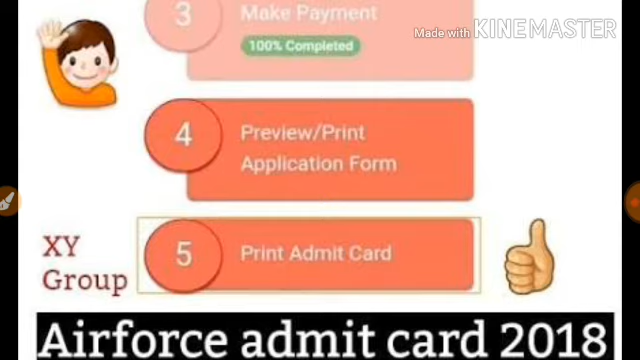 Made with KINEMASTER
3
Make Payment
100% Completed
4
Preview/Print
Application Form
XY
Group
5
Print Admit Card
Airforce admit card 2018